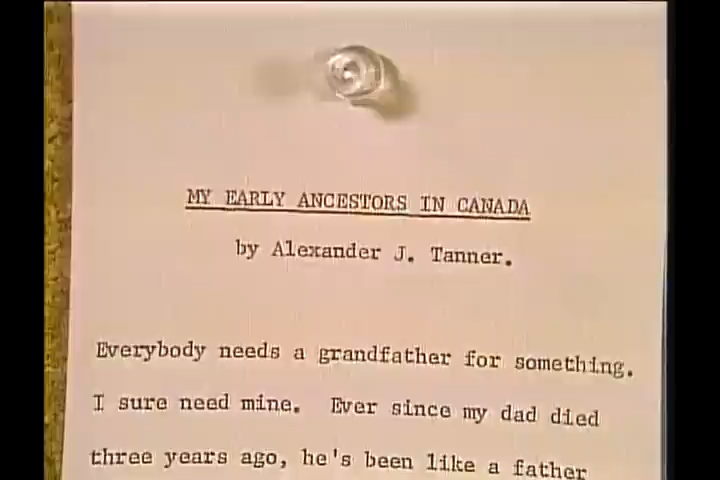 MY EARLY ANCESTORS IN CANADA
by Alexander J. Tanner.
Everybody needs a grandfather for something.
I sure need mine. Ever since my dad died
three years ago, he's been like a father